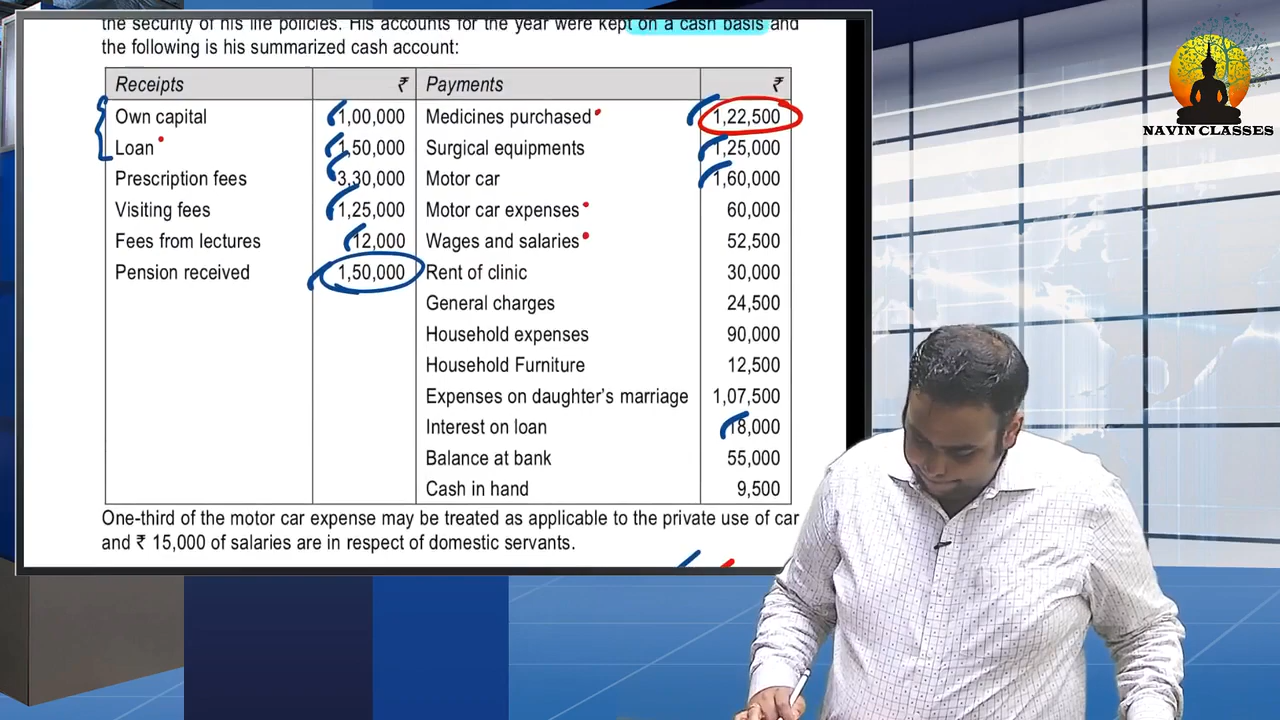 the security of his life policies. His accounts for the year were kept on a cash basis and
the following is his summarized cash account:
Receipts ₹ Payments ₹
Own capital 1,00,000 Medicines purchased 1,22,500
Loan 1,50,000 Surgical equipments 1,25,000
Prescription fees 3,30,000 Motor car 1,60,000
Visiting fees 1,25,000 Motor car expenses 60,000
Fees from lectures 12,000 Wages and salaries 52,500
Pension received 1,50,000 Rent of clinic 30,000
General charges 24,500
Household expenses 90,000
Household Furniture 12,500
Expenses on daughter's marriage 1,07,500
Interest on loan 18,000
Balance at bank 55,000
Cash in hand 9,500
One-third of the motor car expense may be treated as applicable to the private use of car
and ₹ 15,000 of salaries are in respect of domestic servants.
NAVIN CLASSES